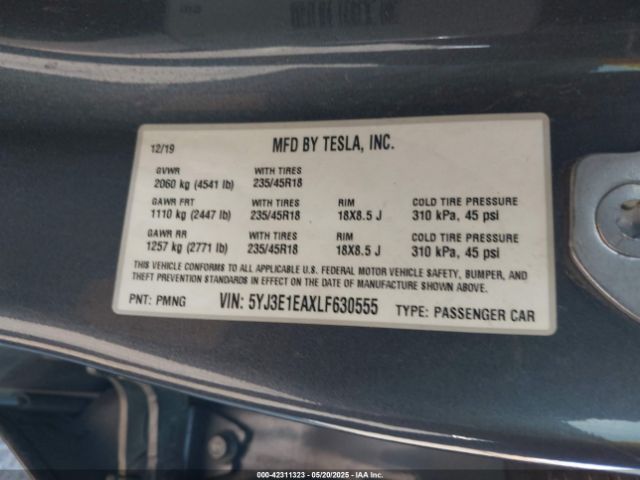 12/19 MFD BY TESLA, INC.
GVWR WITH TIRES
2060 kg (4541 lb) 235/45R18
GAWR FRT WITH TIRES RIM COLD TIRE PRESSURE
1110 kg (2447 lb) 235/45R18 18X8.5 J 310 kPa, 45 psi
GAWR RR WITH TIRES RIM COLD TIRE PRESSURE
1257 kg (2771 lb) 235/45R18 18X8.5 J 310 kPa, 45 psi
THIS VEHICLE CONFORMS TO ALL APPLICABLE U.S. FEDERAL MOTOR VEHICLE SAFETY, BUMPER, AND
THEFT PREVENTION STANDARDS IN EFFECT ON THE DATE OF MANUFACTURE SHOWN ABOVE.
PNT: PMNG VIN: 5YJ3E1EAXLF630555 TYPE: PASSENGER CAR
000-42311323 - 05/20/2025 - IAA Inc.